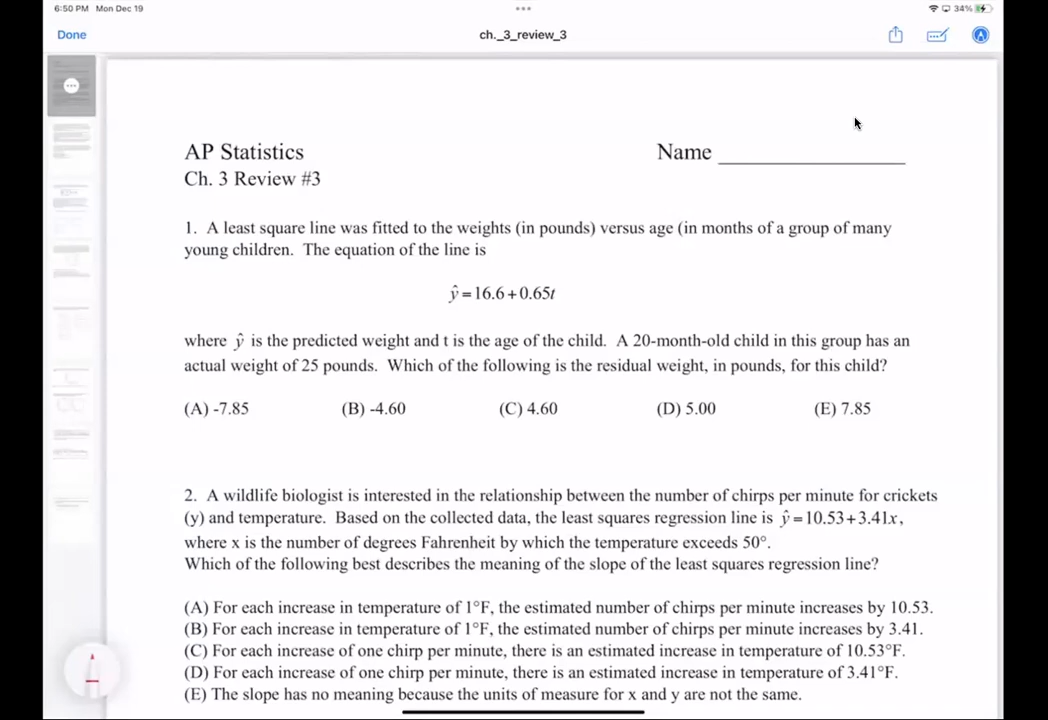 6:50 PM Mon Dec 19
34%
Done
ch._3_review_3
AP Statistics
Name ________________
Ch. 3 Review #3
1. A least square line was fitted to the weights (in pounds) versus age (in months of a group of many
young children. The equation of the line is
ŷ = 16.6 + 0.65t
where ŷ is the predicted weight and t is the age of the child. A 20-month-old child in this group has an
actual weight of 25 pounds. Which of the following is the residual weight, in pounds, for this child?
(A) -7.85 (B) -4.60 (C) 4.60 (D) 5.00 (E) 7.85
2. A wildlife biologist is interested in the relationship between the number of chirps per minute for crickets
(y) and temperature. Based on the collected data, the least squares regression line is ŷ = 10.53 + 3.41x,
where x is the number of degrees Fahrenheit by which the temperature exceeds 50°.
Which of the following best describes the meaning of the slope of the least squares regression line?
(A) For each increase in temperature of 1°F, the estimated number of chirps per minute increases by 10.53.
(B) For each increase in temperature of 1°F, the estimated number of chirps per minute increases by 3.41.
(C) For each increase of one chirp per minute, there is an estimated increase in temperature of 10.53°F.
(D) For each increase of one chirp per minute, there is an estimated increase in temperature of 3.41°F.
(E) The slope has no meaning because the units of measure for x and y are not the same.